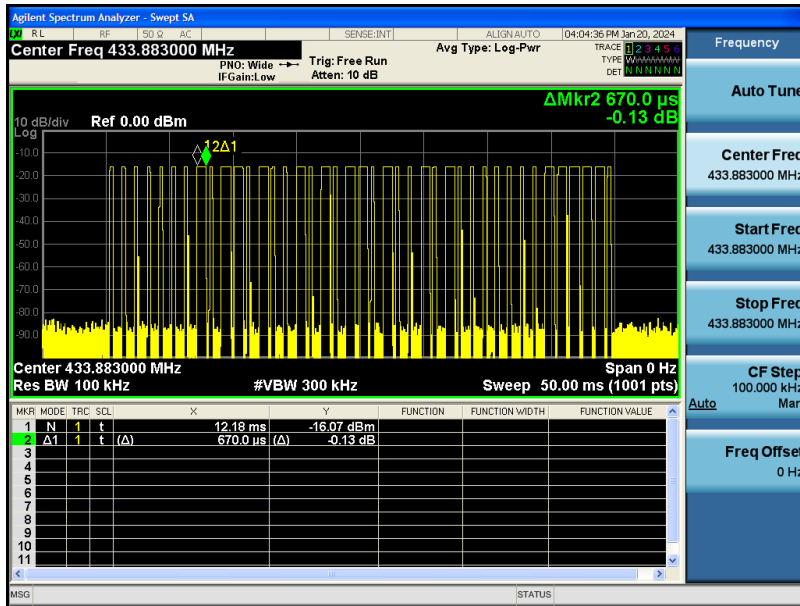 Agilent Spectrum Analyzer - Swept SA
LXI RL RF 50 Ω AC SENSE:INT ALIGN AUTO 04:04:36 PM Jan 20, 2024
Center Freq 433.883000 MHz
PNO: Wide
IFGain:Low
Trig: Free Run
Atten: 10 dB
Avg Type: Log-Pwr
TRACE 1 2 3 4 5 6
TYPE WWWWWW
DET N N N N N N
ΔMkr2 670.0 µs
-0.13 dB
10 dB/div Ref 0.00 dBm
Log
12Δ1
-10.0
-20.0
-30.0
-40.0
-50.0
-60.0
-70.0
-80.0
-90.0
Center 433.883000 MHz Span 0 Hz
Res BW 100 kHz #VBW 300 kHz Sweep 50.00 ms (1001 pts)
MKR MODE TRC SCL X Y FUNCTION FUNCTION WIDTH FUNCTION VALUE
1 N 1 t 12.18 ms -16.07 dBm
2 Δ1 1 t (Δ) 670.0 µs (Δ) -0.13 dB
3
4
5
6
7
8
9
10
11
MSG STATUS
Frequency
Auto Tune
Center Freq
433.883000 MHz
Start Freq
433.883000 MHz
Stop Freq
433.883000 MHz
CF Step
100.000 kHz
Auto Man
Freq Offset
0 Hz